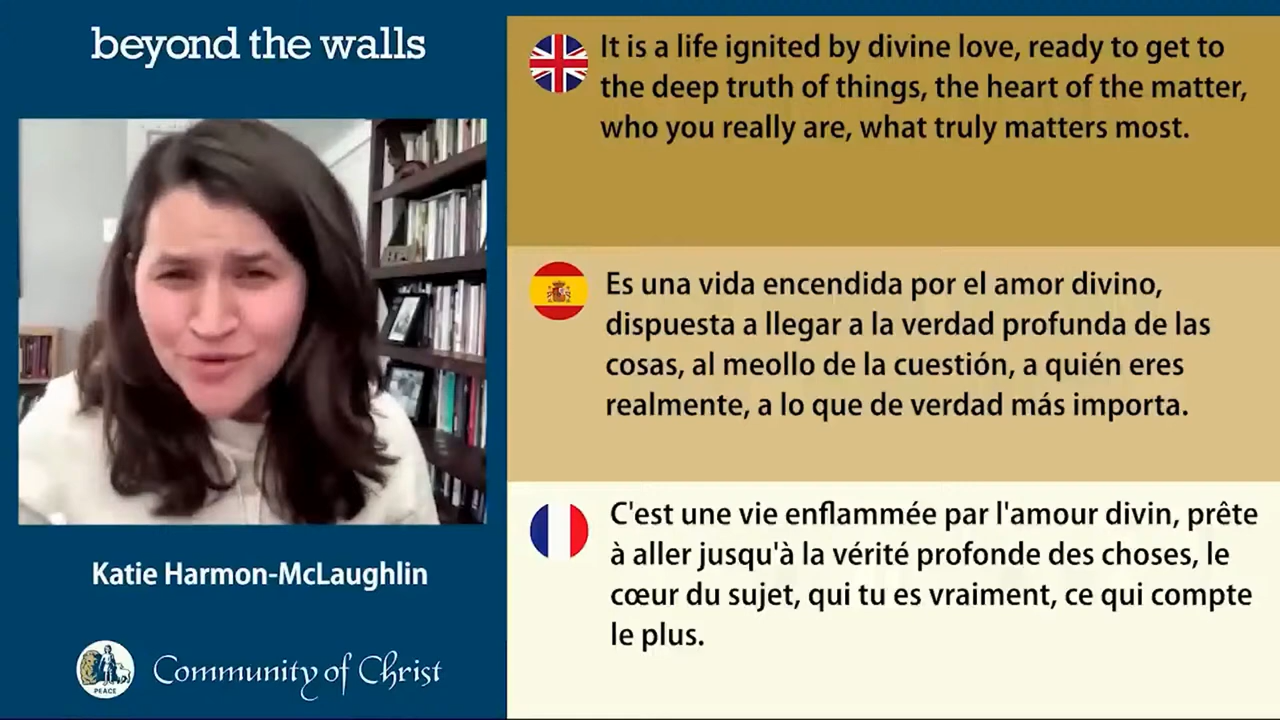 beyond the walls
Katie Harmon-McLaughlin
PEACE
Community of Christ
It is a life ignited by divine love, ready to get to
the deep truth of things, the heart of the matter,
who you really are, what truly matters most.
Es una vida encendida por el amor divino,
dispuesta a llegar a la verdad profunda de las
cosas, al meollo de la cuestión, a quién eres
realmente, a lo que de verdad más importa.
C'est une vie enflammée par l'amour divin, prête
à aller jusqu'à la vérité profonde des choses, le
cœur du sujet, qui tu es vraiment, ce qui compte
le plus.